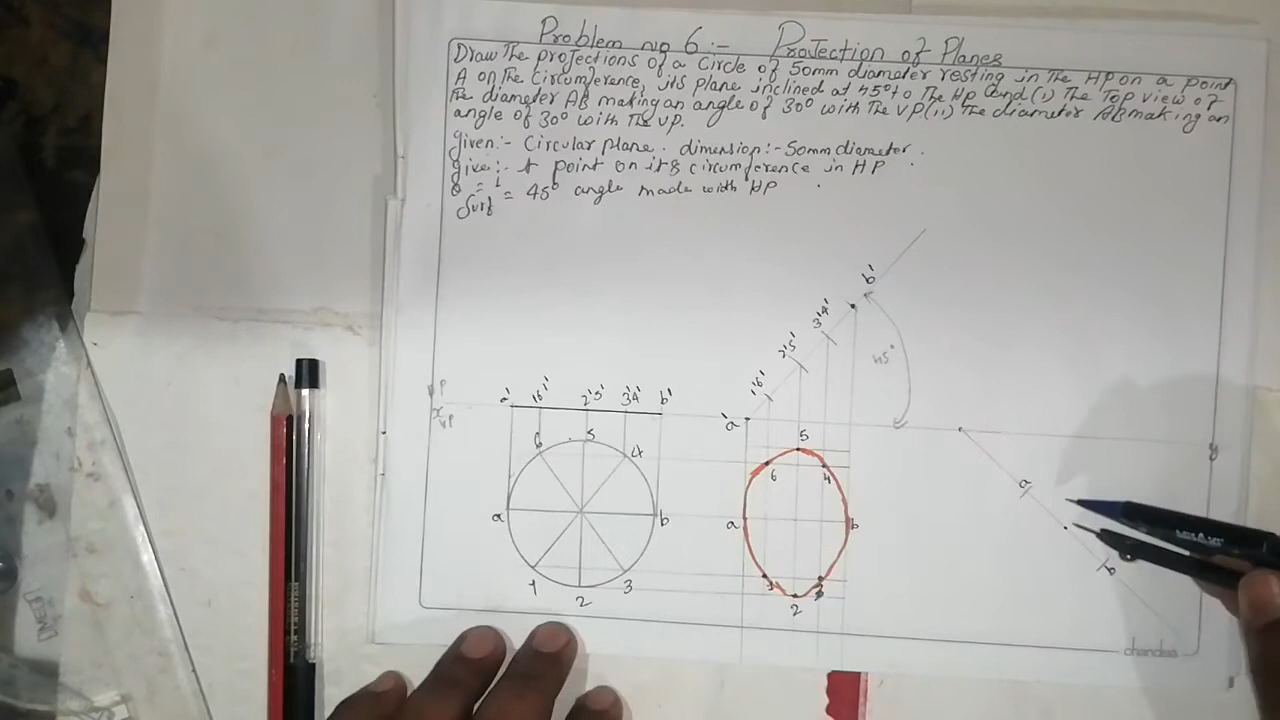 Problem no 6:- Projection of Planes
Draw The projections of a Circle of 50mm diameter resting in the HP on a point
A on the circumference, its plane inclined at 45° to The Hp and (i) The Top view of
the diameter AB making an angle of 30° with The VP (ii) The diameter AB making an
angle of 30° with The VP.
given:- Circular plane. dimension:- 50mm diameter.
give:- A point on its circumference in HP.
Surf = 45° angle made with HP.
a' 1'6' 2'5' 3'4' b'
6 5 4
a b
1 2 3
a' 1'6' 2'5' 3'4' b'
45°
5
6 4
a b
2
a
b
y
chandra